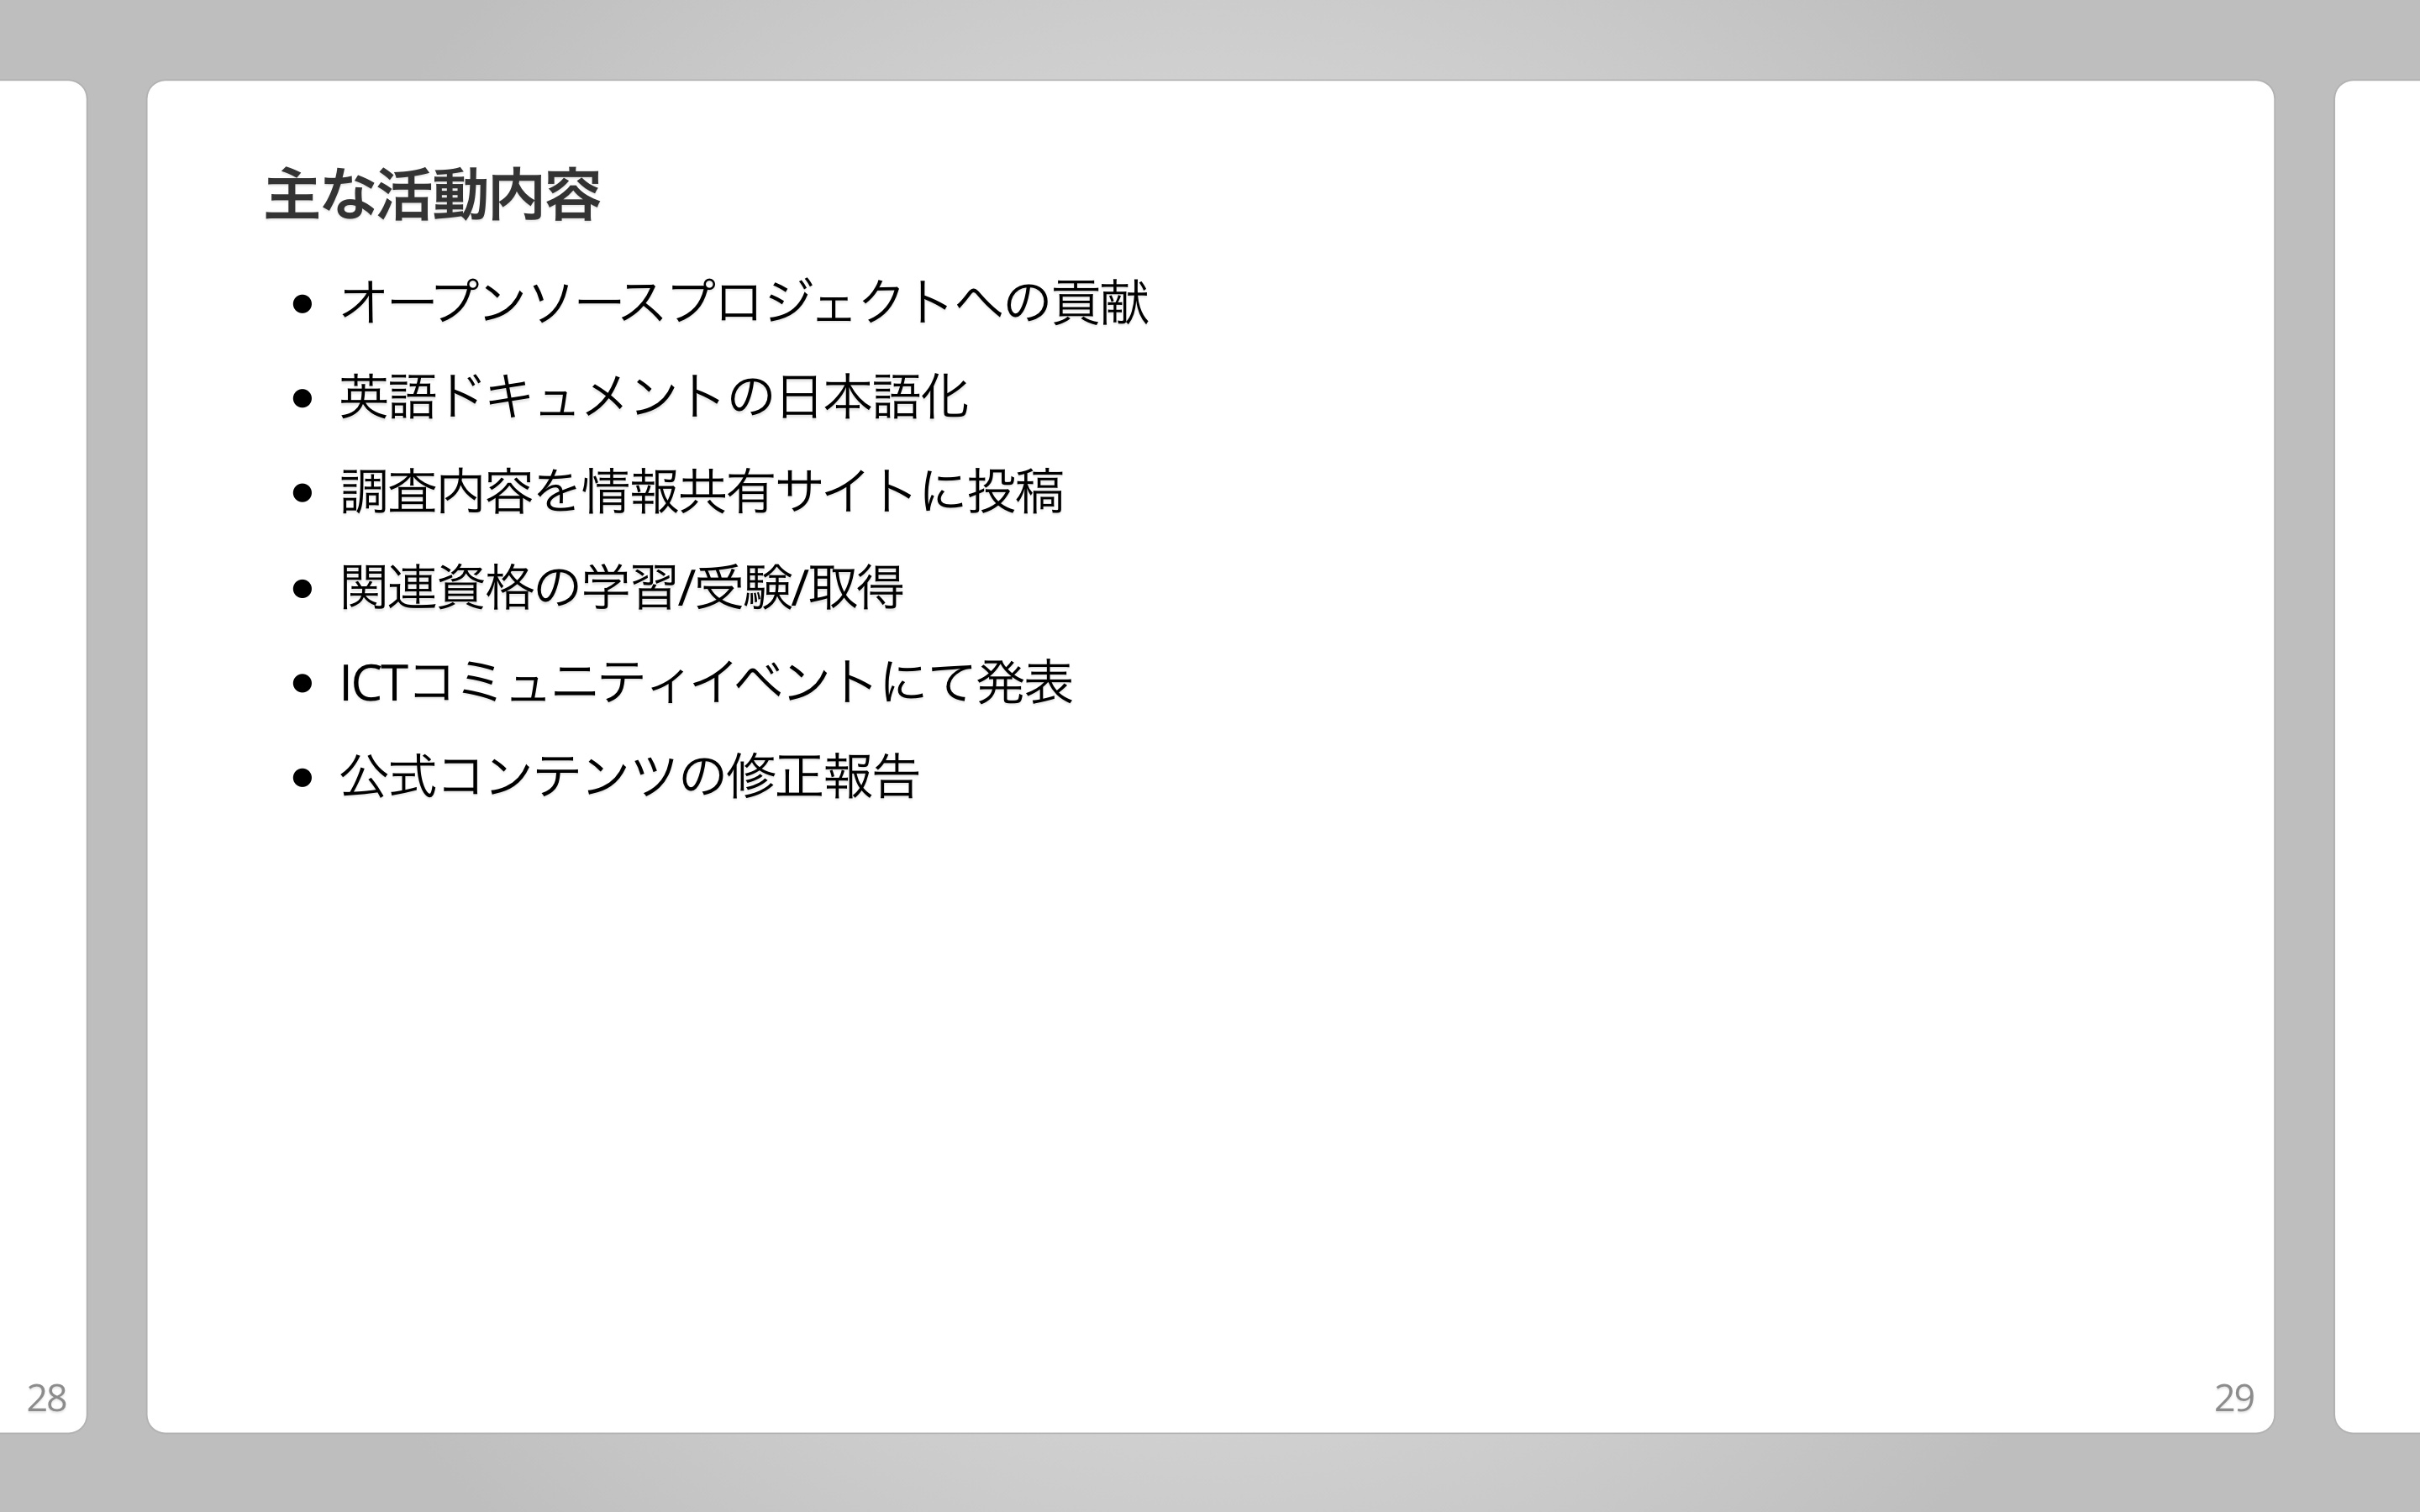 主な活動内容
• オープンソースプロジェクトへの貢献
• 英語ドキュメントの日本語化
• 調査内容を情報共有サイトに投稿
• 関連資格の学習/受験/取得
• ICTコミュニティイベントにて発表
• 公式コンテンツの修正報告
28
29